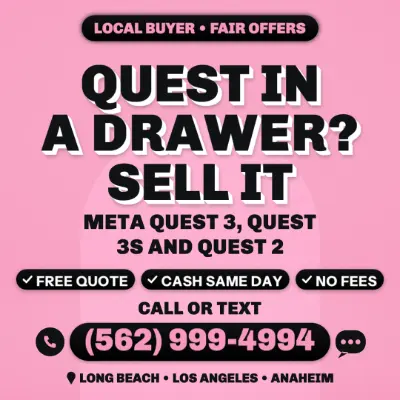 LOCAL BUYER • FAIR OFFERS
QUEST IN
A DRAWER?
SELL IT
META QUEST 3, QUEST
3S AND QUEST 2
✓ FREE QUOTE ✓ CASH SAME DAY ✓ NO FEES
CALL OR TEXT
(562) 999-4994
LONG BEACH • LOS ANGELES • ANAHEIM